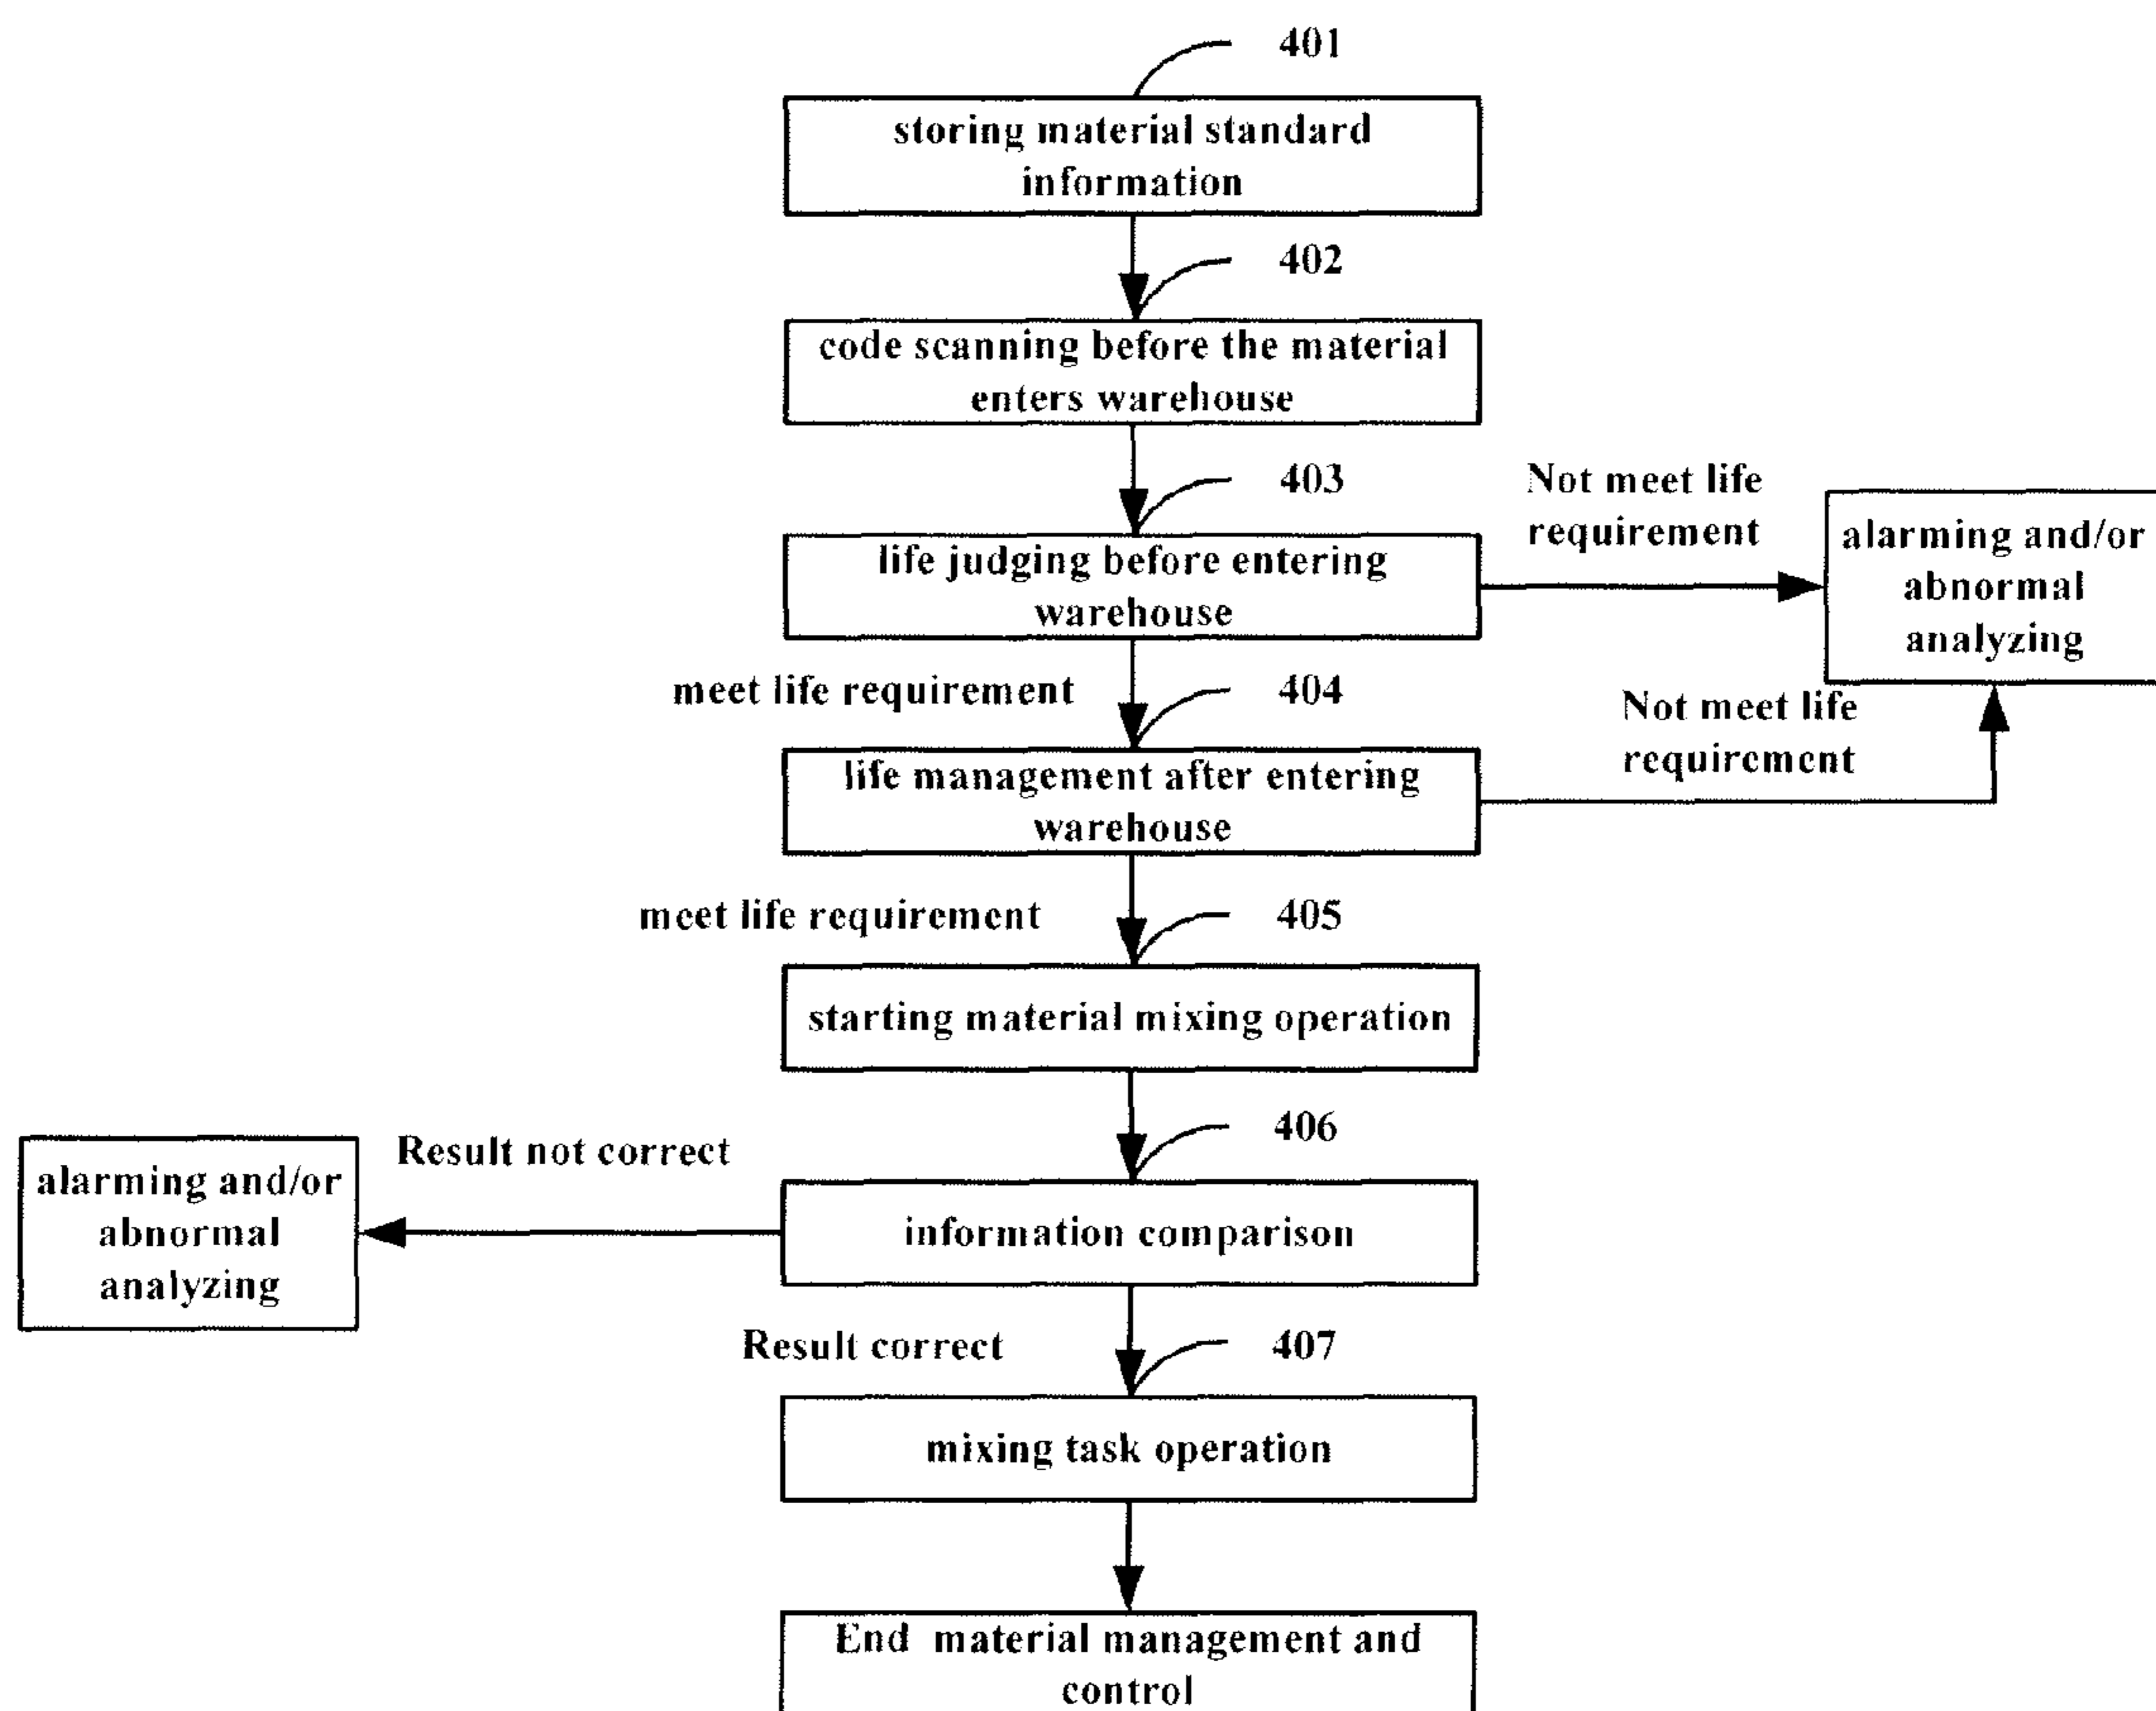 401
storing material standard
information
402
code scanning before the material
enters warehouse
403
Not meet life
requirement
life judging before entering
warehouse
alarming and/or
abnormal
analyzing
meet life requirement
404
Not meet life
requirement
life management after entering
warehouse
meet life requirement
405
starting material mixing operation
406
Result not correct
alarming and/or
abnormal
analyzing
information comparison
Result correct
407
mixing task operation
End material management and
control